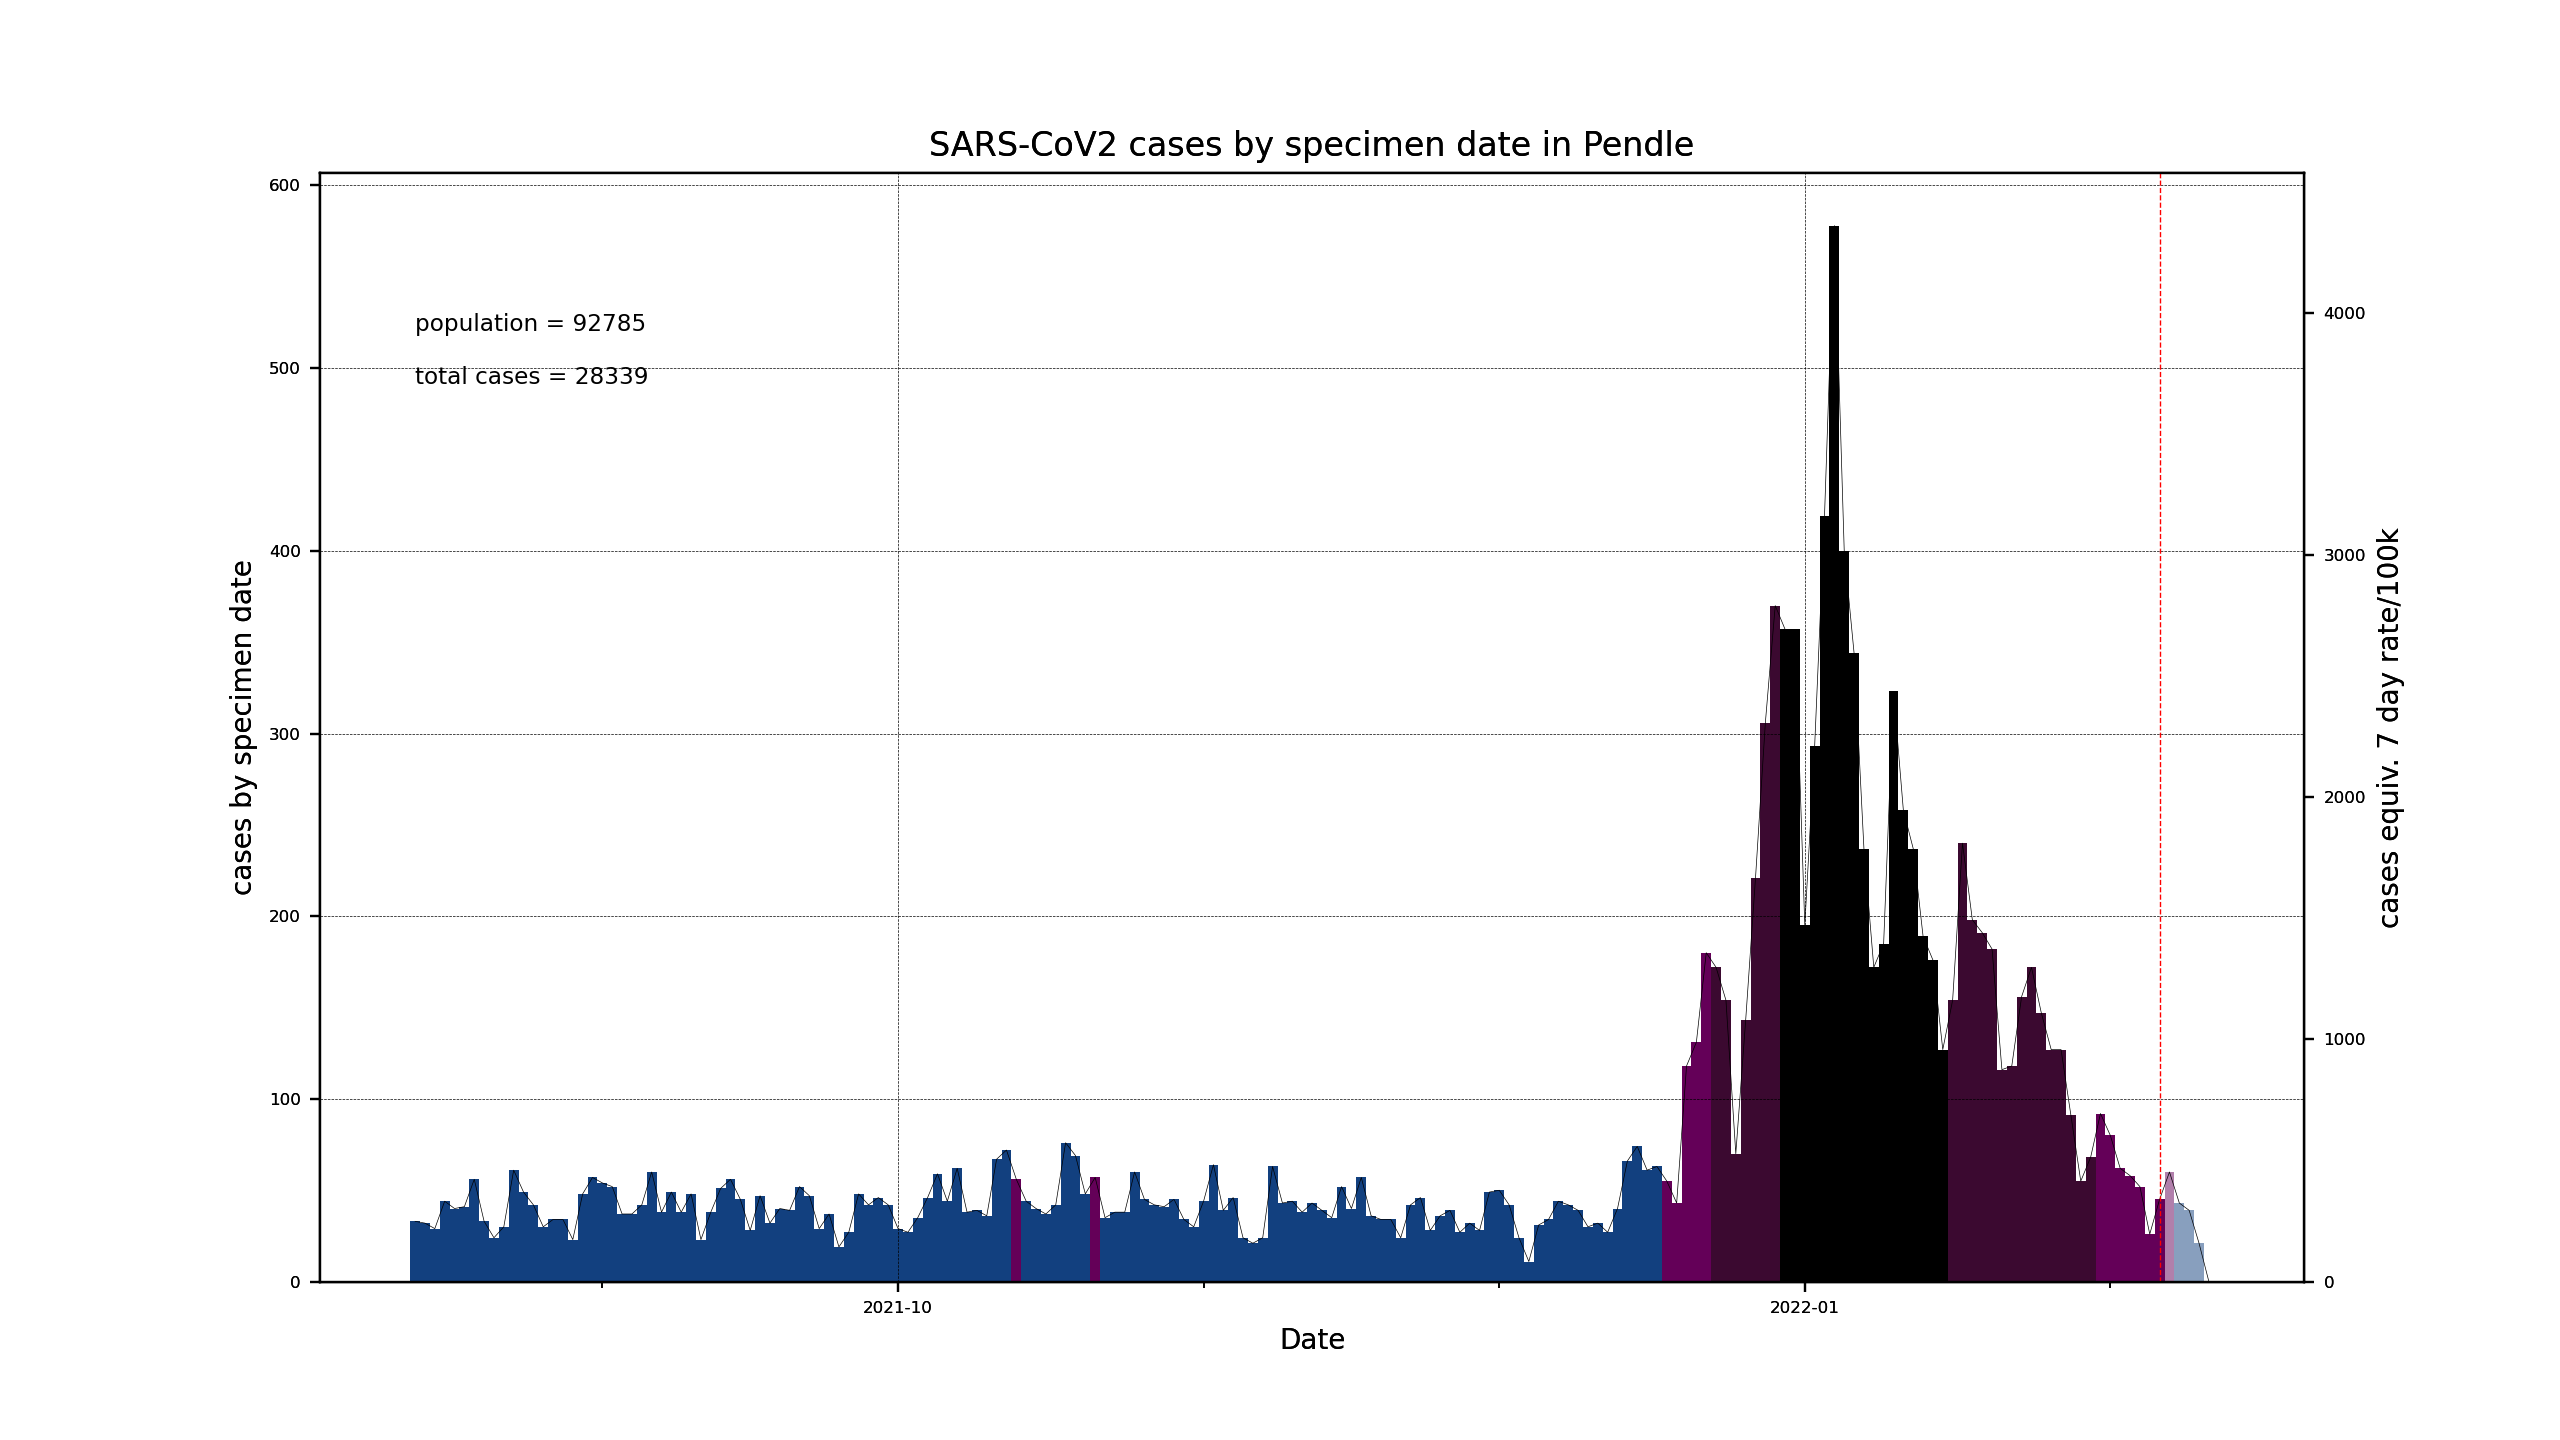 SARS-CoV2 cases by specimen date in Pendle
population = 92785
total cases = 28339
cases by specimen date
600
500
400
300
200
100
0
4000
3000
2000
1000
0
cases equiv. 7 day rate/100k
2021-10
2022-01
Date